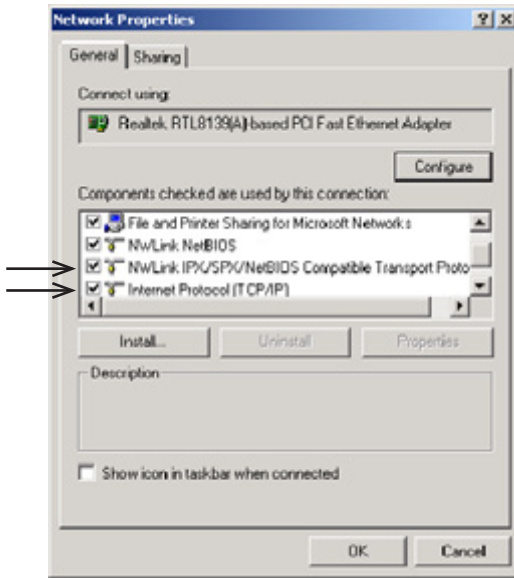 Network Properties
General Sharing
Connect using:
Realtek RTL8139(A)-based PCI Fast Ethernet Adapter
Configure
Components checked are used by this connection:
File and Printer Sharing for Microsoft Networks
NWLink NetBIOS
NWLink IPX/SPX/NetBIOS Compatible Transport Proto
Internet Protocol (TCP/IP)
Install... Uninstall Properties
Description
Show icon in taskbar when connected
OK Cancel